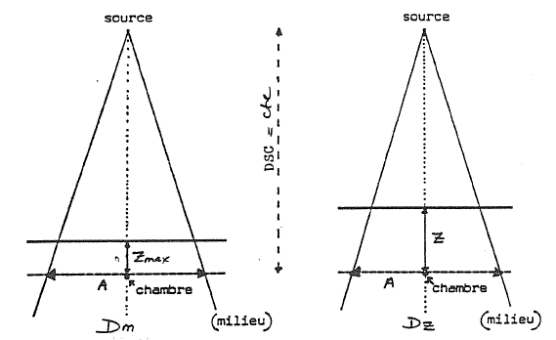 source
source
DSC = cte
Zmax
Z
A
chambre
A
chambre
(milieu)
(milieu)
Dm
Dz